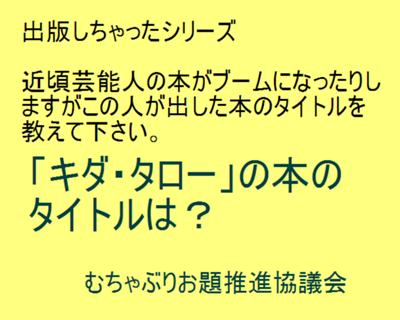 出版しちゃったシリーズ
近頃芸能人の本がブームになったりし
ますがこの人が出した本のタイトルを
教えて下さい。
「キダ・タロー」の本の
タイトルは？
むちゃぶりお題推進協議会